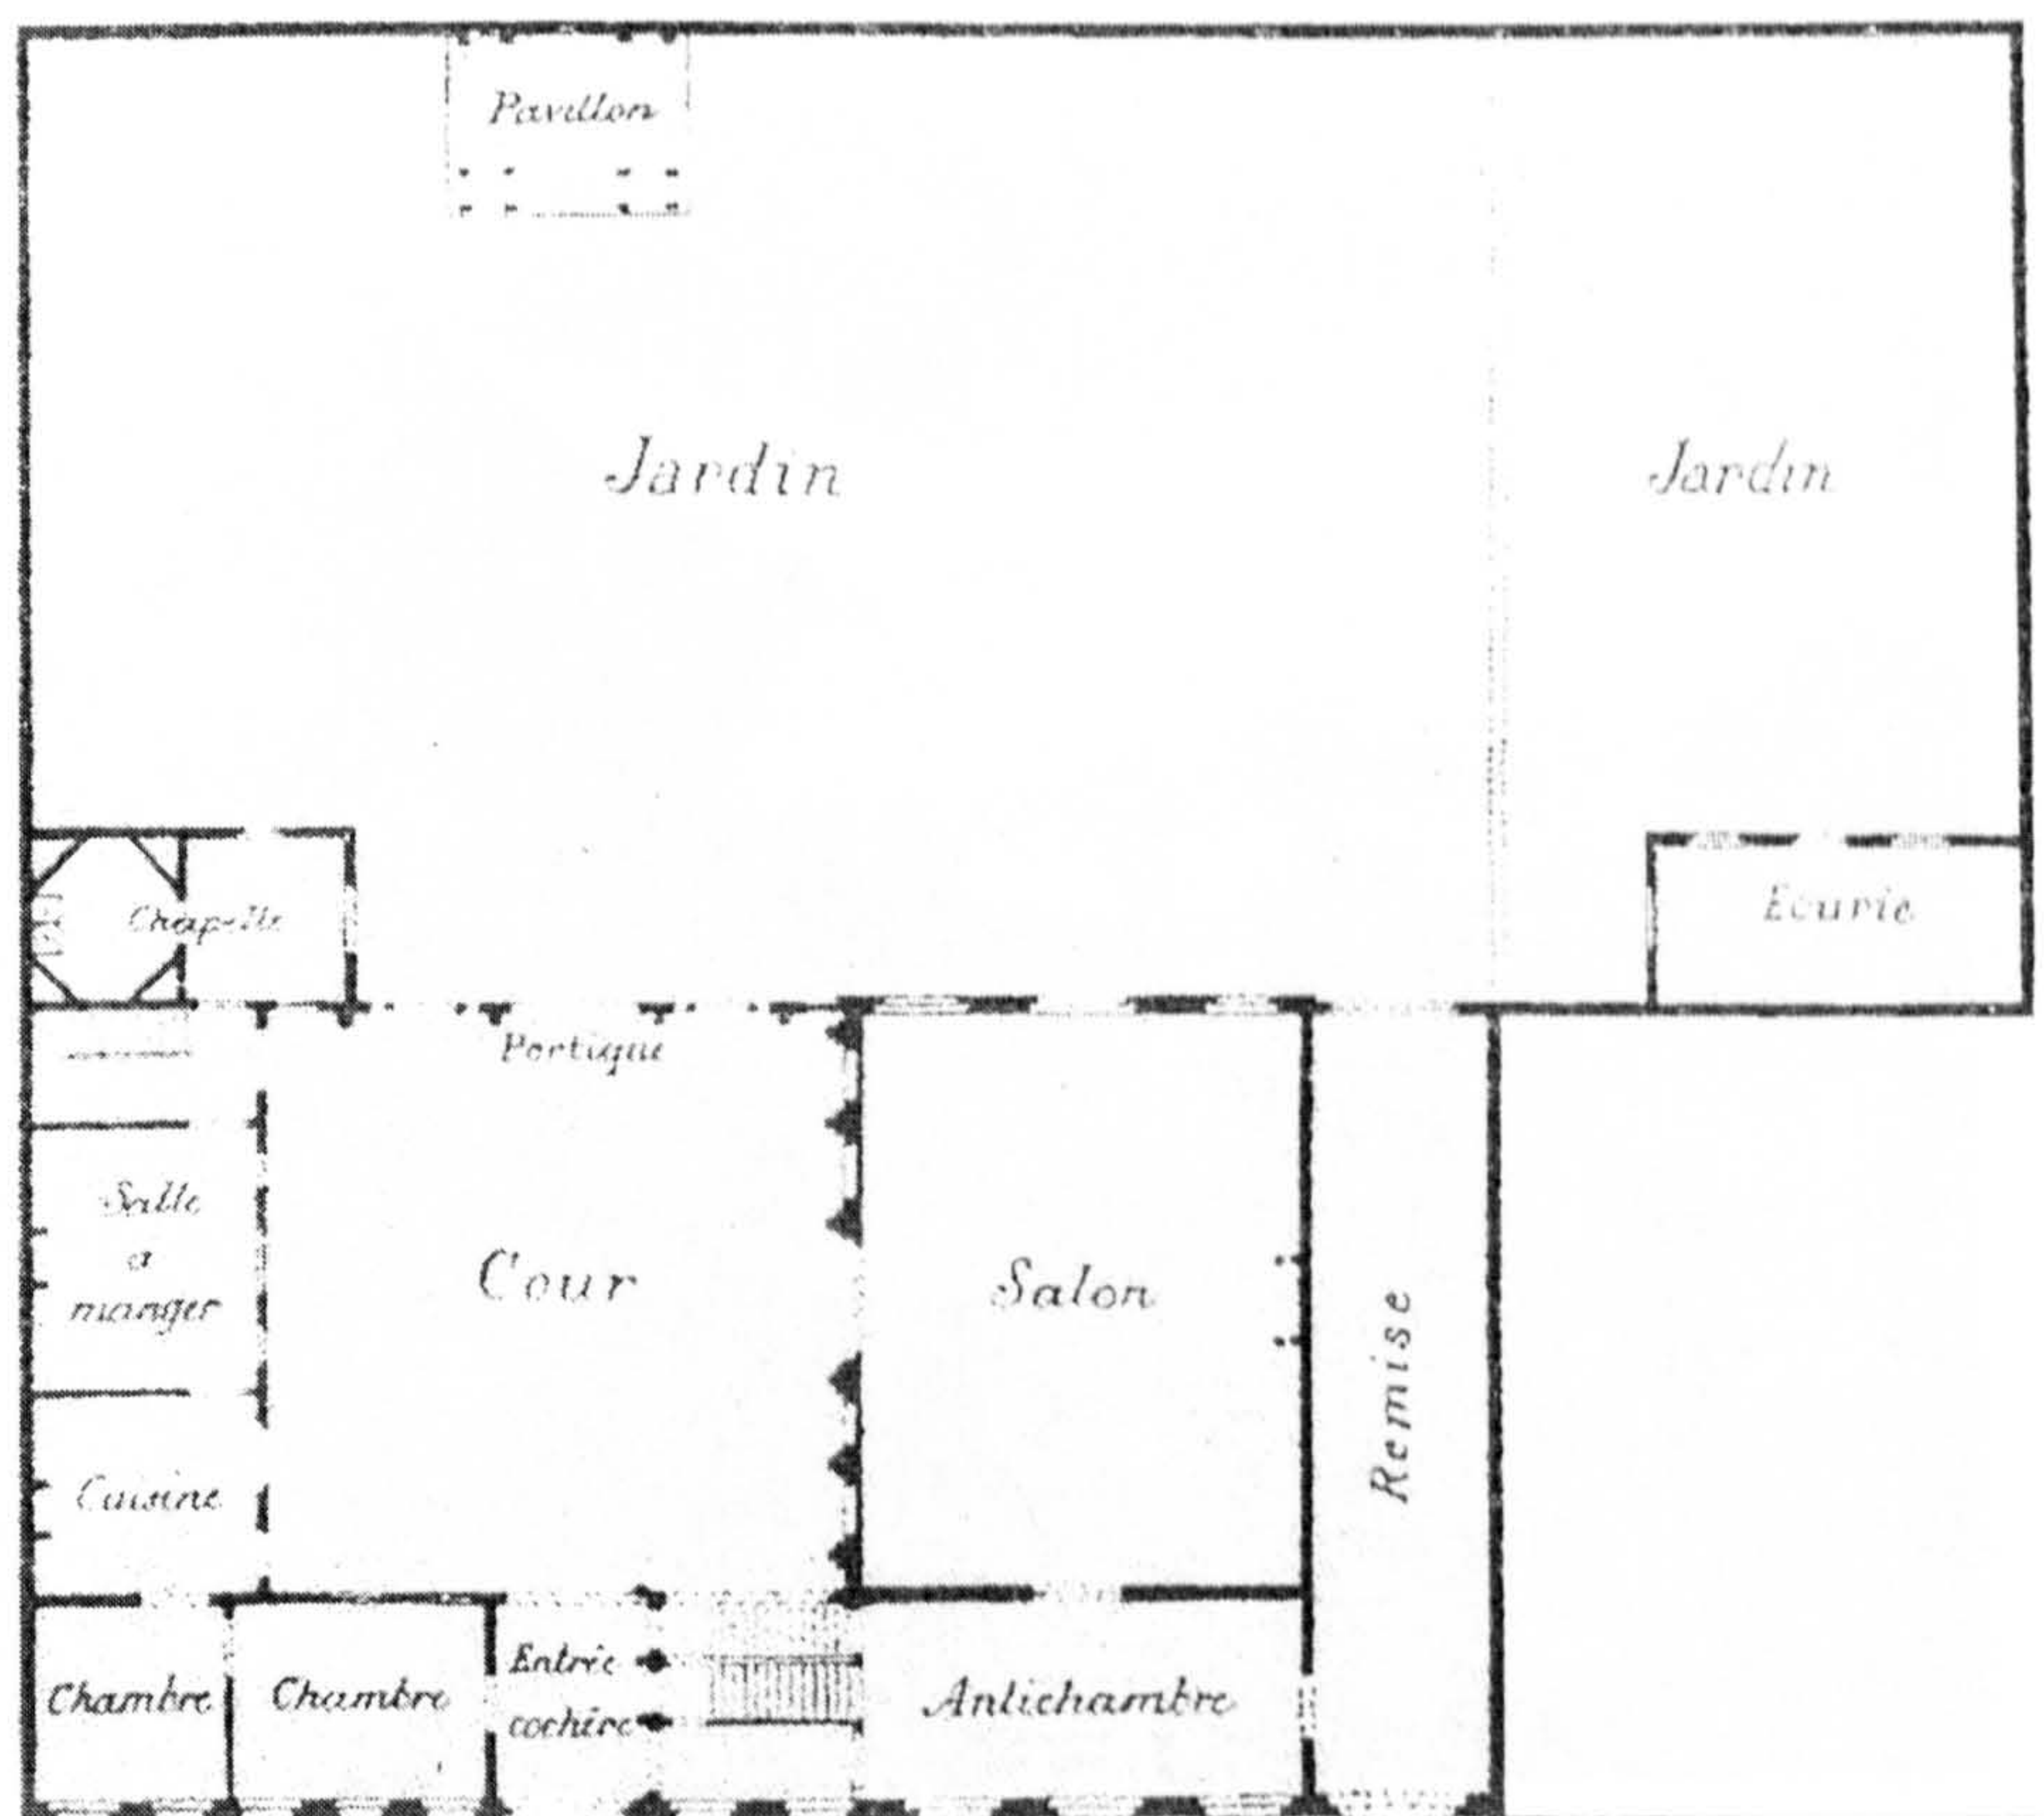 Pavillon
Jardin
Jardin
Chapelle
Ecurie
Portique
Salle
a
manger
Cour
Salon
Remise
Cuisine
Chambre
Chambre
Entrée
cochère
Antichambre